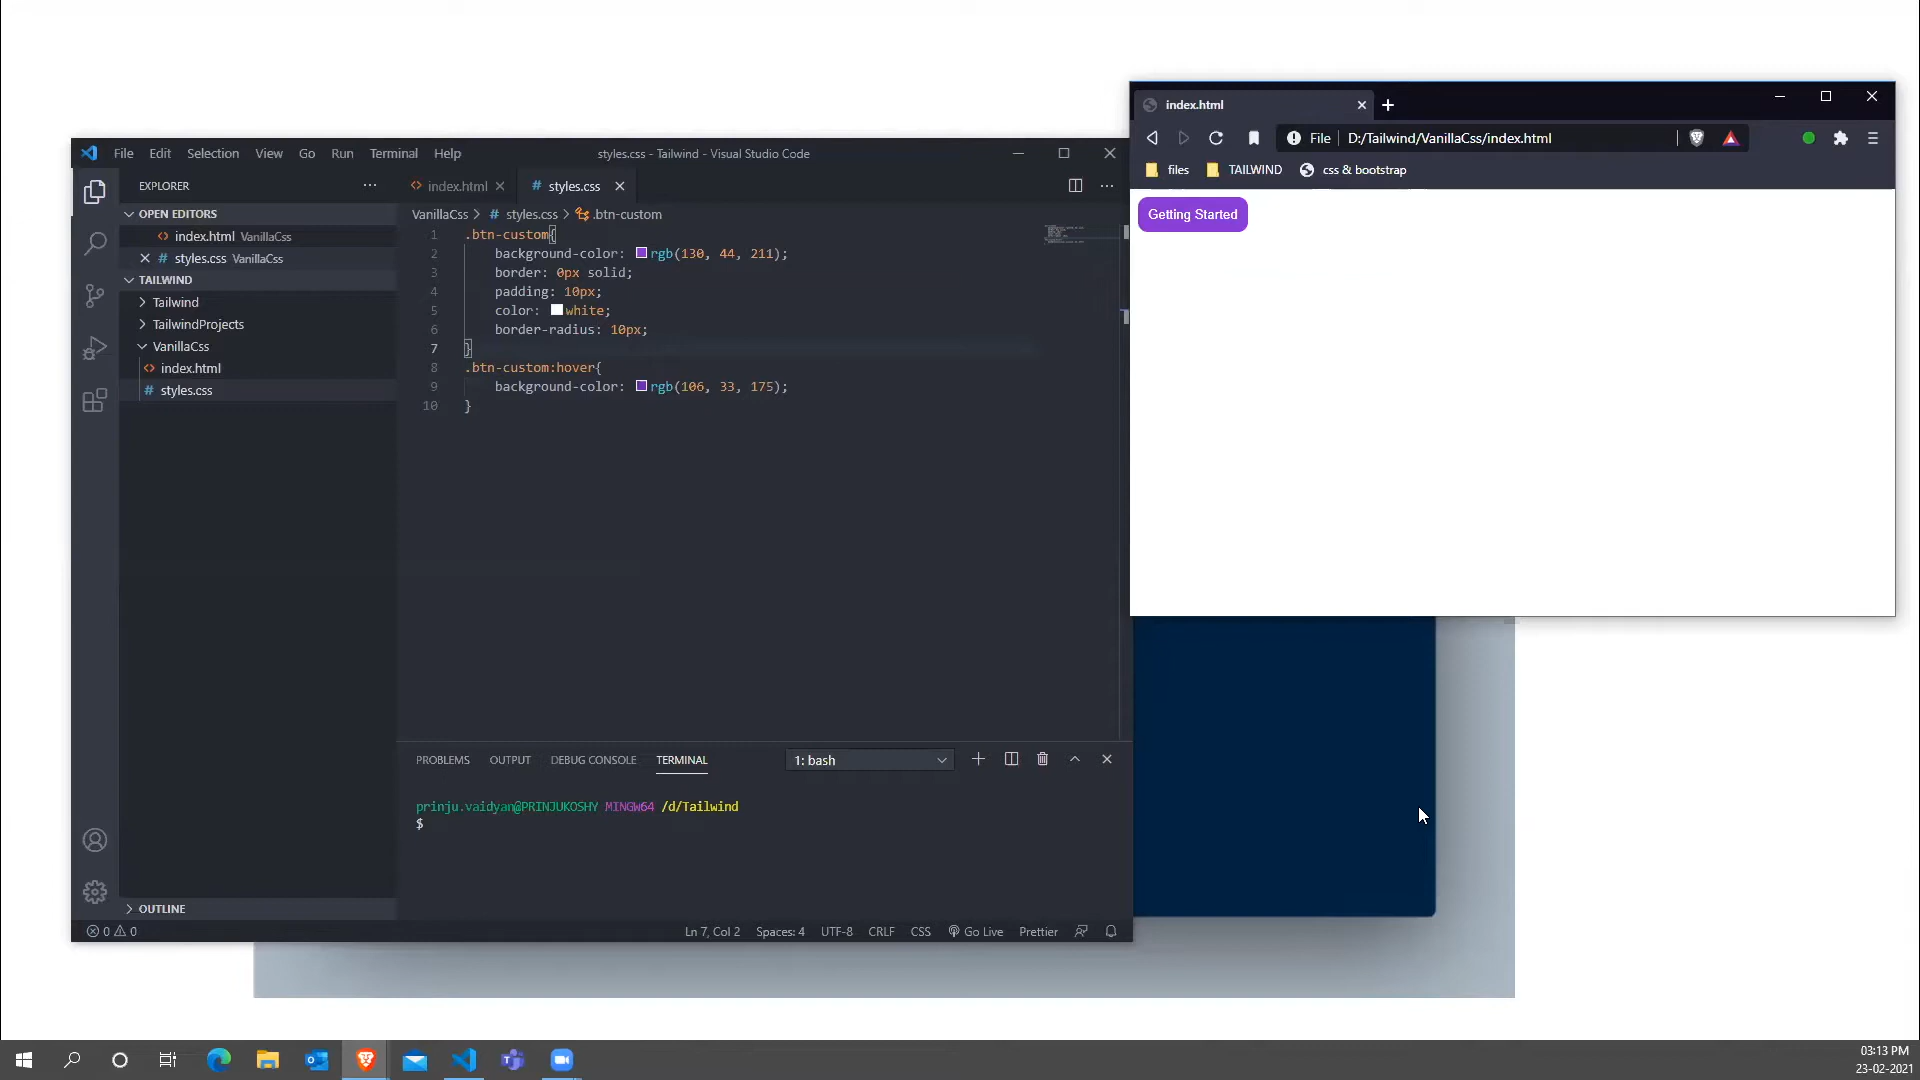 File Edit Selection View Go Run Terminal Help
styles.css - Tailwind - Visual Studio Code
EXPLORER
OPEN EDITORS
index.html VanillaCss
styles.css VanillaCss
TAILWIND
Tailwind
TailwindProjects
VanillaCss
index.html
styles.css
OUTLINE
index.html
# styles.css
VanillaCss > # styles.css > .btn-custom
1 .btn-custom{
2 background-color: rgb(130, 44, 211);
3 border: 0px solid;
4 padding: 10px;
5 color: white;
6 border-radius: 10px;
7 }
8 .btn-custom:hover{
9 background-color: rgb(106, 33, 175);
10 }
PROBLEMS OUTPUT DEBUG CONSOLE TERMINAL
1: bash
prinju.vaidyan@PRINJUKOSHY MINGW64 /d/Tailwind
$
0 0
Ln 7, Col 2 Spaces: 4 UTF-8 CRLF CSS Go Live Prettier
index.html
File D:/Tailwind/VanillaCss/index.html
files TAILWIND css & bootstrap
Getting Started
03:13 PM
23-02-2021